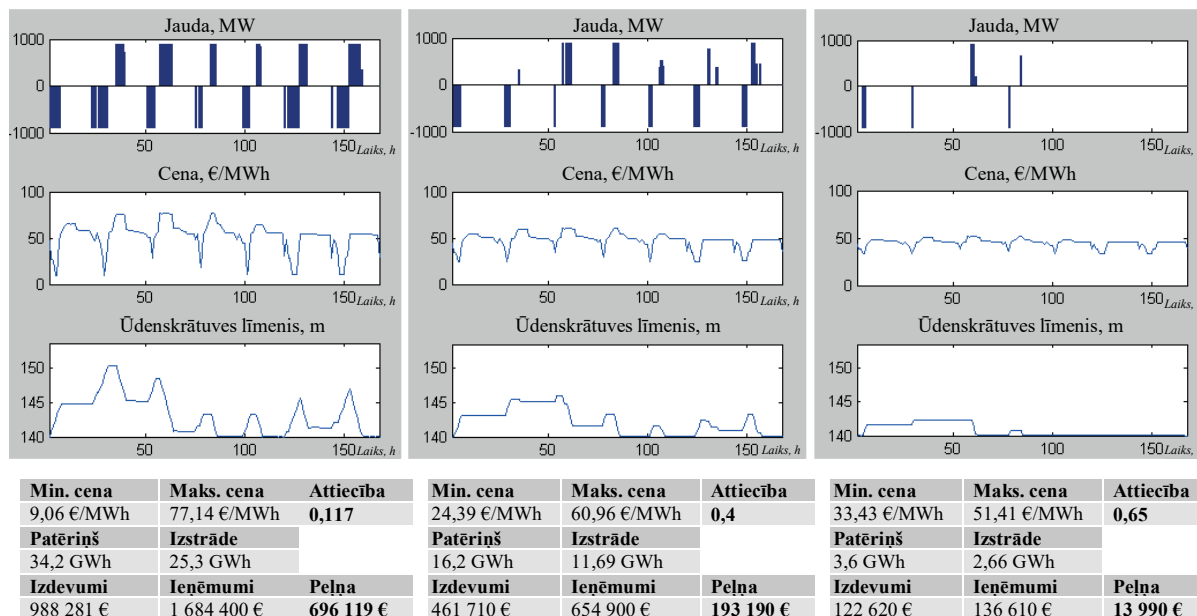 Jauda, MW
1000
0
-1000
50
100
150
Laiks, h
Cena, €/MWh
100
50
0
50
100
150
Laiks, h
Ūdenskrātuves līmenis, m
150
145
140
50
100
150
Laiks, h
Jauda, MW
1000
0
-1000
50
100
150
Laiks, h
Cena, €/MWh
100
50
0
50
100
150
Laiks, h
Ūdenskrātuves līmenis, m
150
145
140
50
100
150
Laiks, h
Jauda, MW
1000
0
-1000
50
100
150
Laiks, h
Cena, €/MWh
100
50
0
50
100
150
Laiks,
Ūdenskrātuves līmenis, m
150
145
140
50
100
150
Laiks, h
Min. cena Maks. cena Attiecība
9,06 €/MWh 77,14 €/MWh 0,117
Patēriņš Izstrāde
34,2 GWh 25,3 GWh
Izdevumi Ieņēmumi Peļņa
988 281 € 1 684 400 € 696 119 €
Min. cena Maks. cena Attiecība
24,39 €/MWh 60,96 €/MWh 0,4
Patēriņš Izstrāde
16,2 GWh 11,69 GWh
Izdevumi Ieņēmumi Peļņa
461 710 € 654 900 € 193 190 €
Min. cena Maks. cena Attiecība
33,43 €/MWh 51,41 €/MWh 0,65
Patēriņš Izstrāde
3,6 GWh 2,66 GWh
Izdevumi Ieņēmumi Peļņa
122 620 € 136 610 € 13 990 €